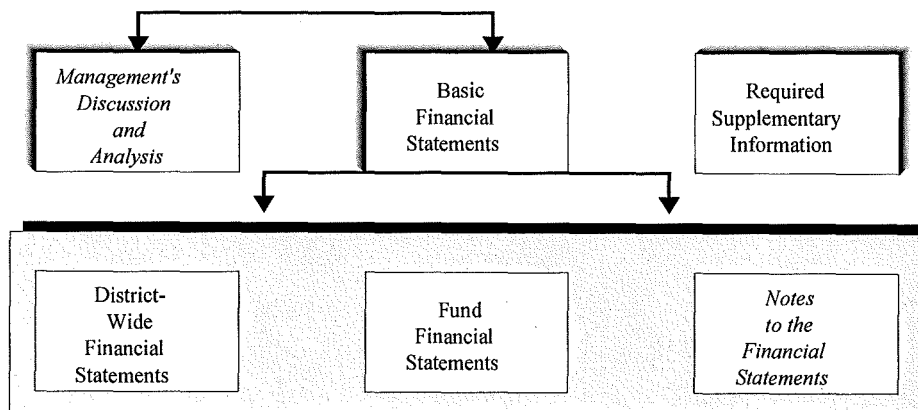 Management's
Discussion
and
Analysis
Basic
Financial
Statements
Required
Supplementary
Information
District-
Wide
Financial
Statements
Fund
Financial
Statements
Notes
to the
Financial
Statements